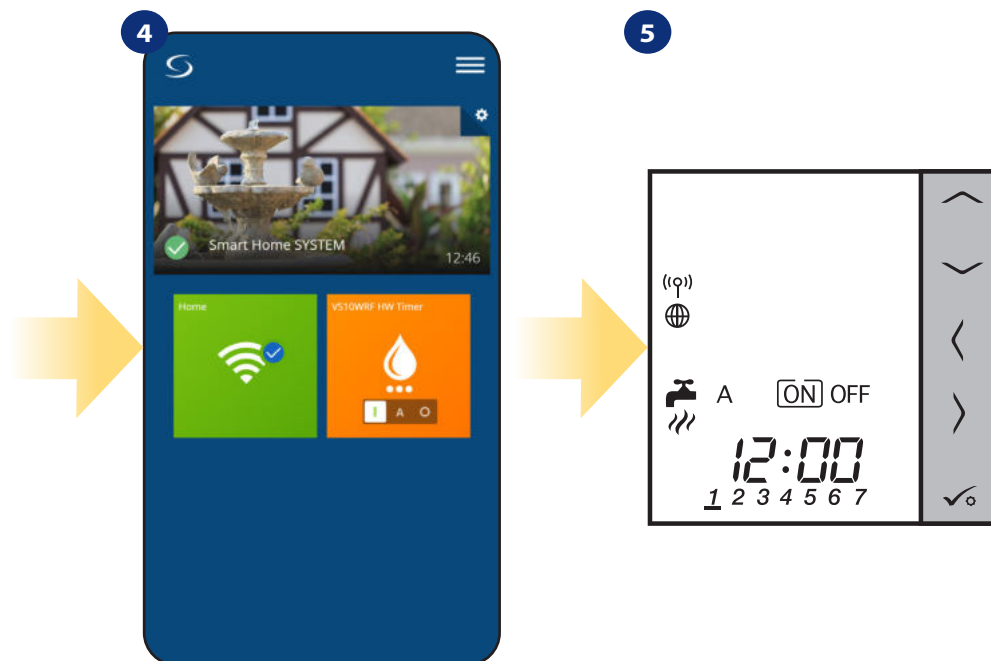 4
Smart Home SYSTEM
12:46
Home
VS10WRF HW Timer
I A O
5
A ON OFF
12:00
1 2 3 4 5 6 7